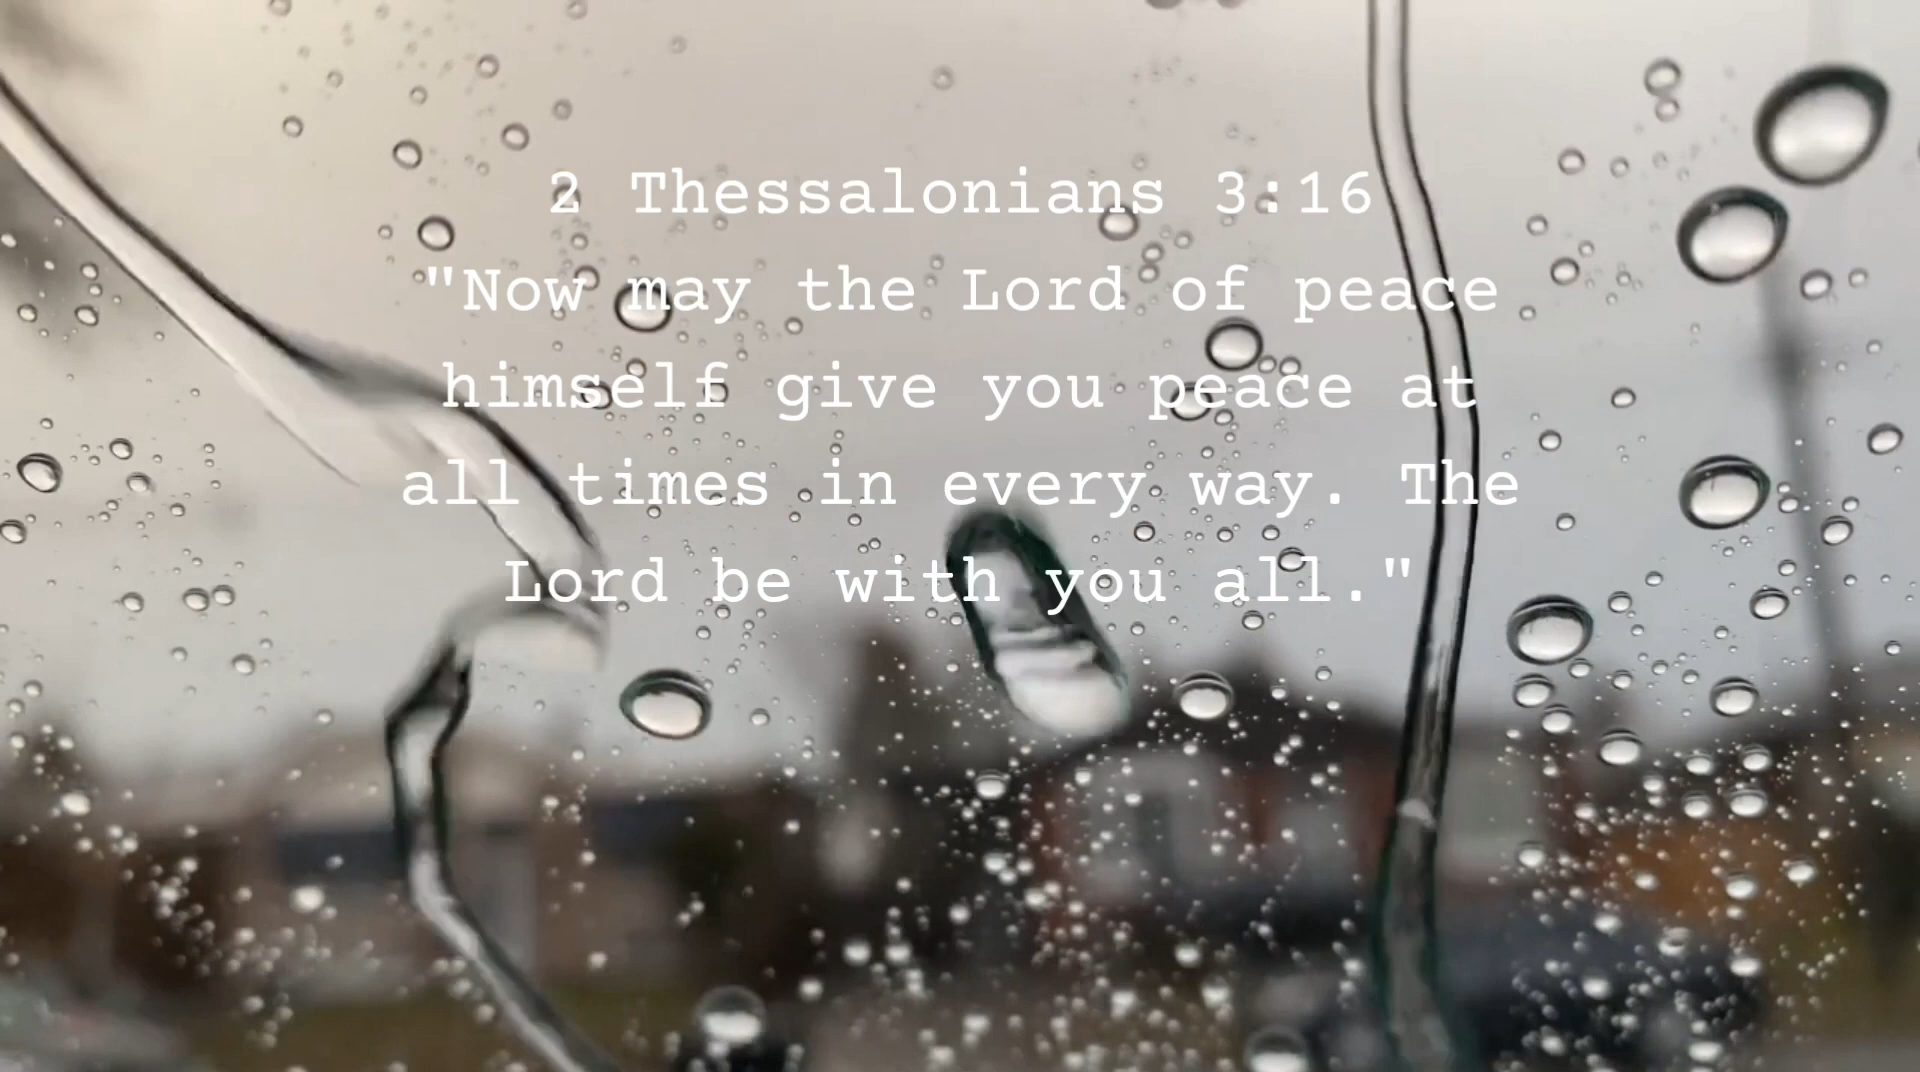 2 Thessalonians 3:16
"Now may the Lord of peace
himself give you peace at
all times in every way. The
Lord be with you all."